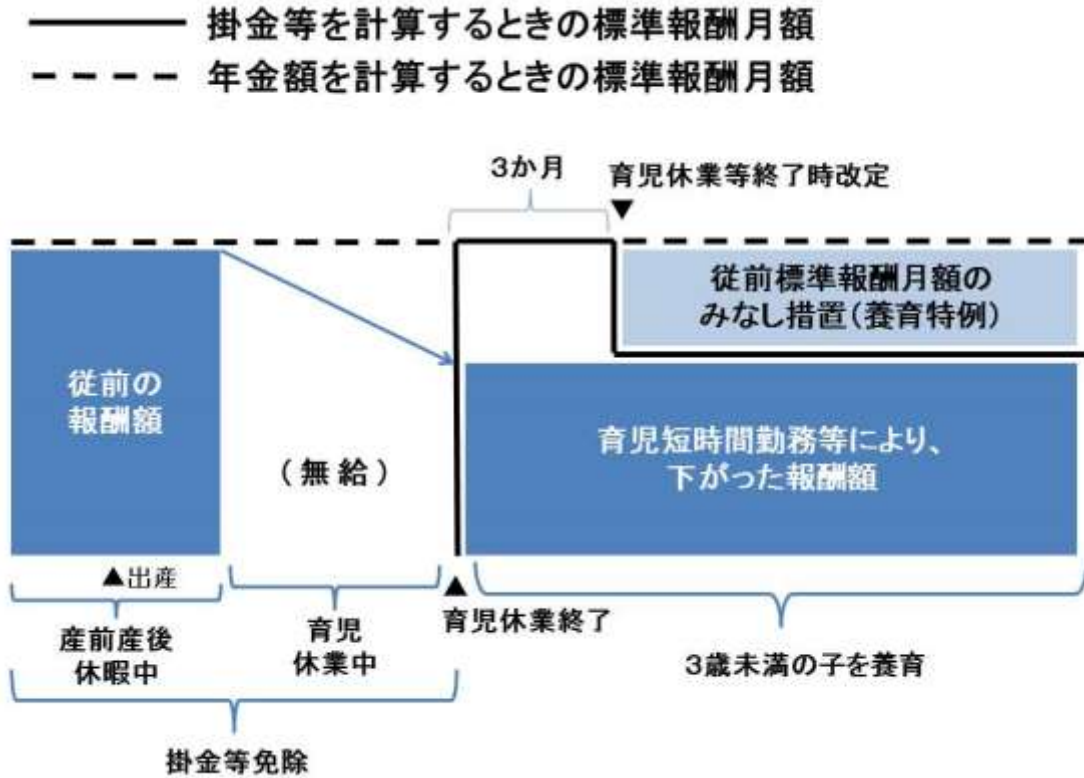 掛金等を計算するときの標準報酬月額
年金額を計算するときの標準報酬月額
3か月
育児休業等終了時改定
▼
従前標準報酬月額の
みなし措置(養育特例)
従前の
報酬額
(無給)
育児短時間勤務等により、
下がった報酬額
▲出産
▲
育児休業終了
産前産後
休暇中
育児
休業中
3歳未満の子を養育
掛金等免除